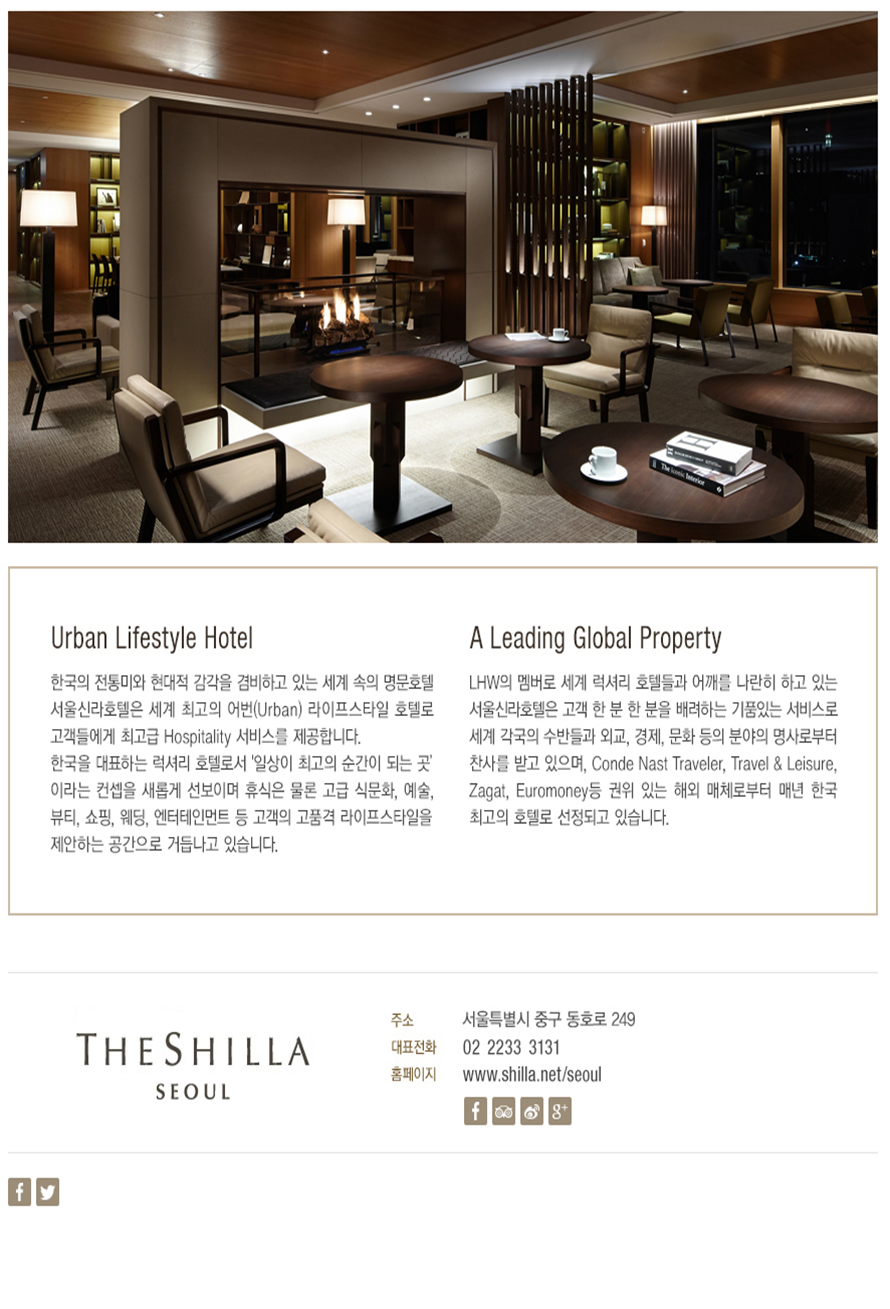 The Iconic Interior
Urban Lifestyle Hotel
한국의 전통미와 현대적 감각을 겸비하고 있는 세계 속의 명문호텔
서울신라호텔은 세계 최고의 어번(Urban) 라이프스타일 호텔로
고객들에게 최고급 Hospitality 서비스를 제공합니다.
한국을 대표하는 럭셔리 호텔로서 '일상이 최고의 순간이 되는 곳'
이라는 컨셉을 새롭게 선보이며 휴식은 물론 고급 식문화, 예술,
뷰티, 쇼핑, 웨딩, 엔터테인먼트 등 고객의 고품격 라이프스타일을
제안하는 공간으로 거듭나고 있습니다.
A Leading Global Property
LHW의 멤버로 세계 럭셔리 호텔들과 어깨를 나란히 하고 있는
서울신라호텔은 고객 한 분 한 분을 배려하는 기품있는 서비스로
세계 각국의 수반들과 외교, 경제, 문화 등의 분야의 명사로부터
찬사를 받고 있으며, Conde Nast Traveler, Travel & Leisure,
Zagat, Euromoney등 권위 있는 해외 매체로부터 매년 한국
최고의 호텔로 선정되고 있습니다.
THE SHILLA
SEOUL
주소 서울특별시 중구 동호로 249
대표전화 02 2233 3131
홈페이지 www.shilla.net/seoul